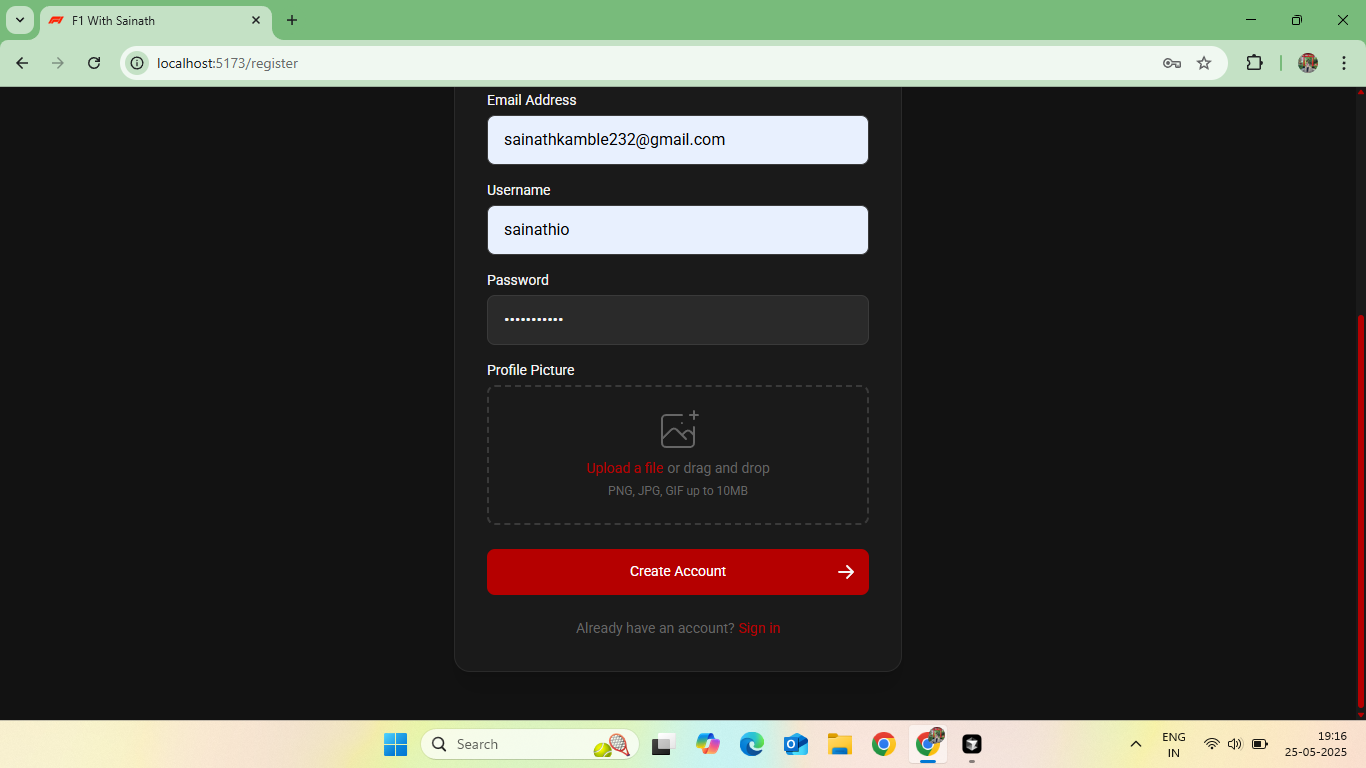 F1 With Sainath
localhost:5173/register
Email Address
sainathkamble232@gmail.com
Username
sainathio
Password
•••••••••••
Profile Picture
Upload a file or drag and drop
PNG, JPG, GIF up to 10MB
Create Account
Already have an account? Sign in
Search
ENG
IN
19:16
25-05-2025